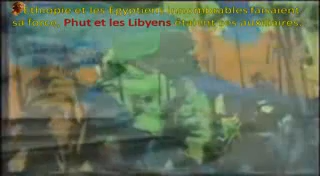 L'Ethiopie et les Egyptiens innombrables faisaient
sa force, Phut et les Libyens étaient ses auxiliaires.